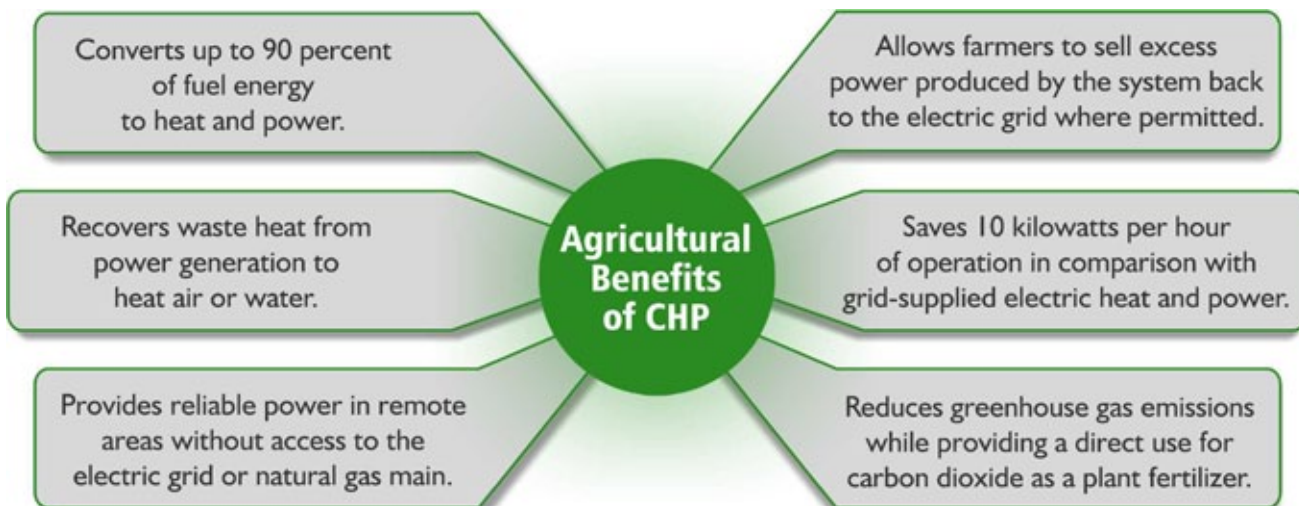 Converts up to 90 percent
of fuel energy
to heat and power.
Allows farmers to sell excess
power produced by the system back
to the electric grid where permitted.
Recovers waste heat from
power generation to
heat air or water.
Agricultural
Benefits
of CHP
Saves 10 kilowatts per hour
of operation in comparison with
grid-supplied electric heat and power.
Provides reliable power in remote
areas without access to the
electric grid or natural gas main.
Reduces greenhouse gas emissions
while providing a direct use for
carbon dioxide as a plant fertilizer.